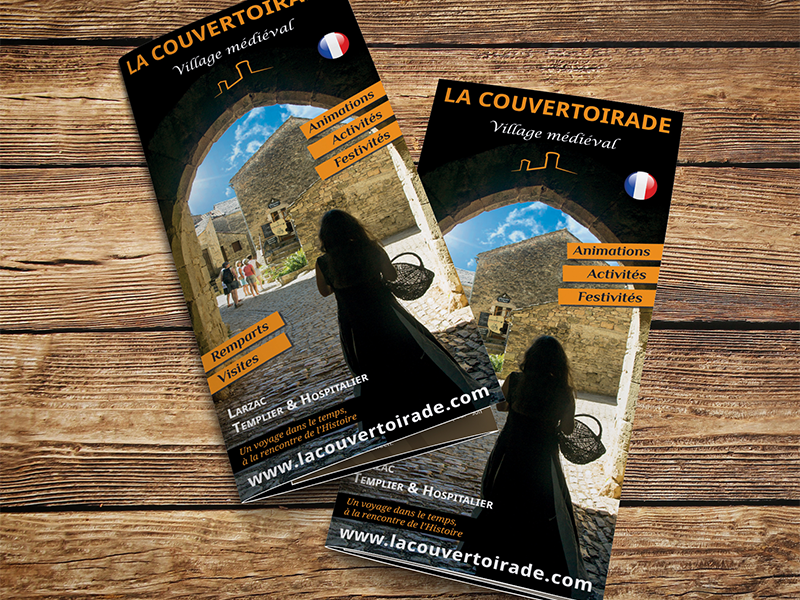 LA COUVERTOIRA
Village médiéval
Animations
Activités
Festivités
Remparts
Visites
Larzac
Templier & Hospitalier
Un voyage dans le temps,
à la rencontre de l'Histoire
www.lacouvertoirade.com
LA COUVERTOIRADE
Village médiéval
Animations
Activités
Festivités
Templier & Hospitalier
Un voyage dans le temps,
à la rencontre de l'Histoire
www.lacouvertoirade.com